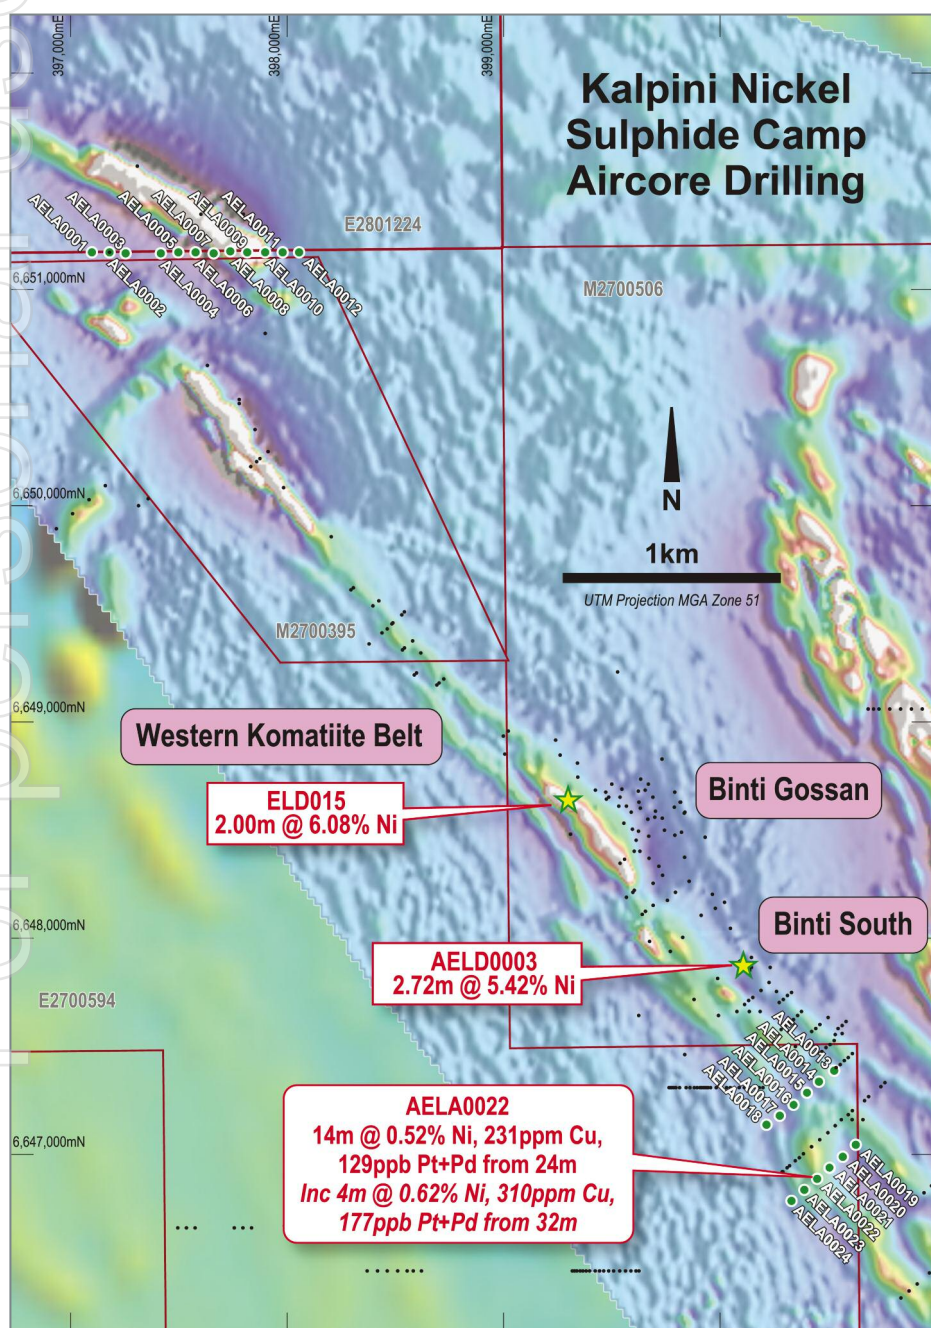 397,000mE
398,000mE
399,000mE
Kalpini Nickel
Sulphide Camp
Aircore Drilling
E2801224
AELA0001
AELA0003
AELA0005
AELA0007
AELA0009
AELA0011
AELA0002
AELA0004
AELA0006
AELA0008
AELA0010
AELA0012
6,651,000mN
M2700506
N
6,650,000mN
1km
UTM Projection MGA Zone 51
M2700395
6,649,000mN
Western Komatiite Belt
Binti Gossan
ELD015
2.00m @ 6.08% Ni
Binti South
6,648,000mN
AELD0003
2.72m @ 5.42% Ni
E2700594
AELA0013
AELA0014
AELA0015
AELA0016
AELA0017
AELA0018
AELA0022
14m @ 0.52% Ni, 231ppm Cu,
129ppb Pt+Pd from 24m
Inc 4m @ 0.62% Ni, 310ppm Cu,
177ppb Pt+Pd from 32m
6,647,000mN
AELA0019
AELA0020
AELA0021
AELA0022
AELA0023
AELA0024